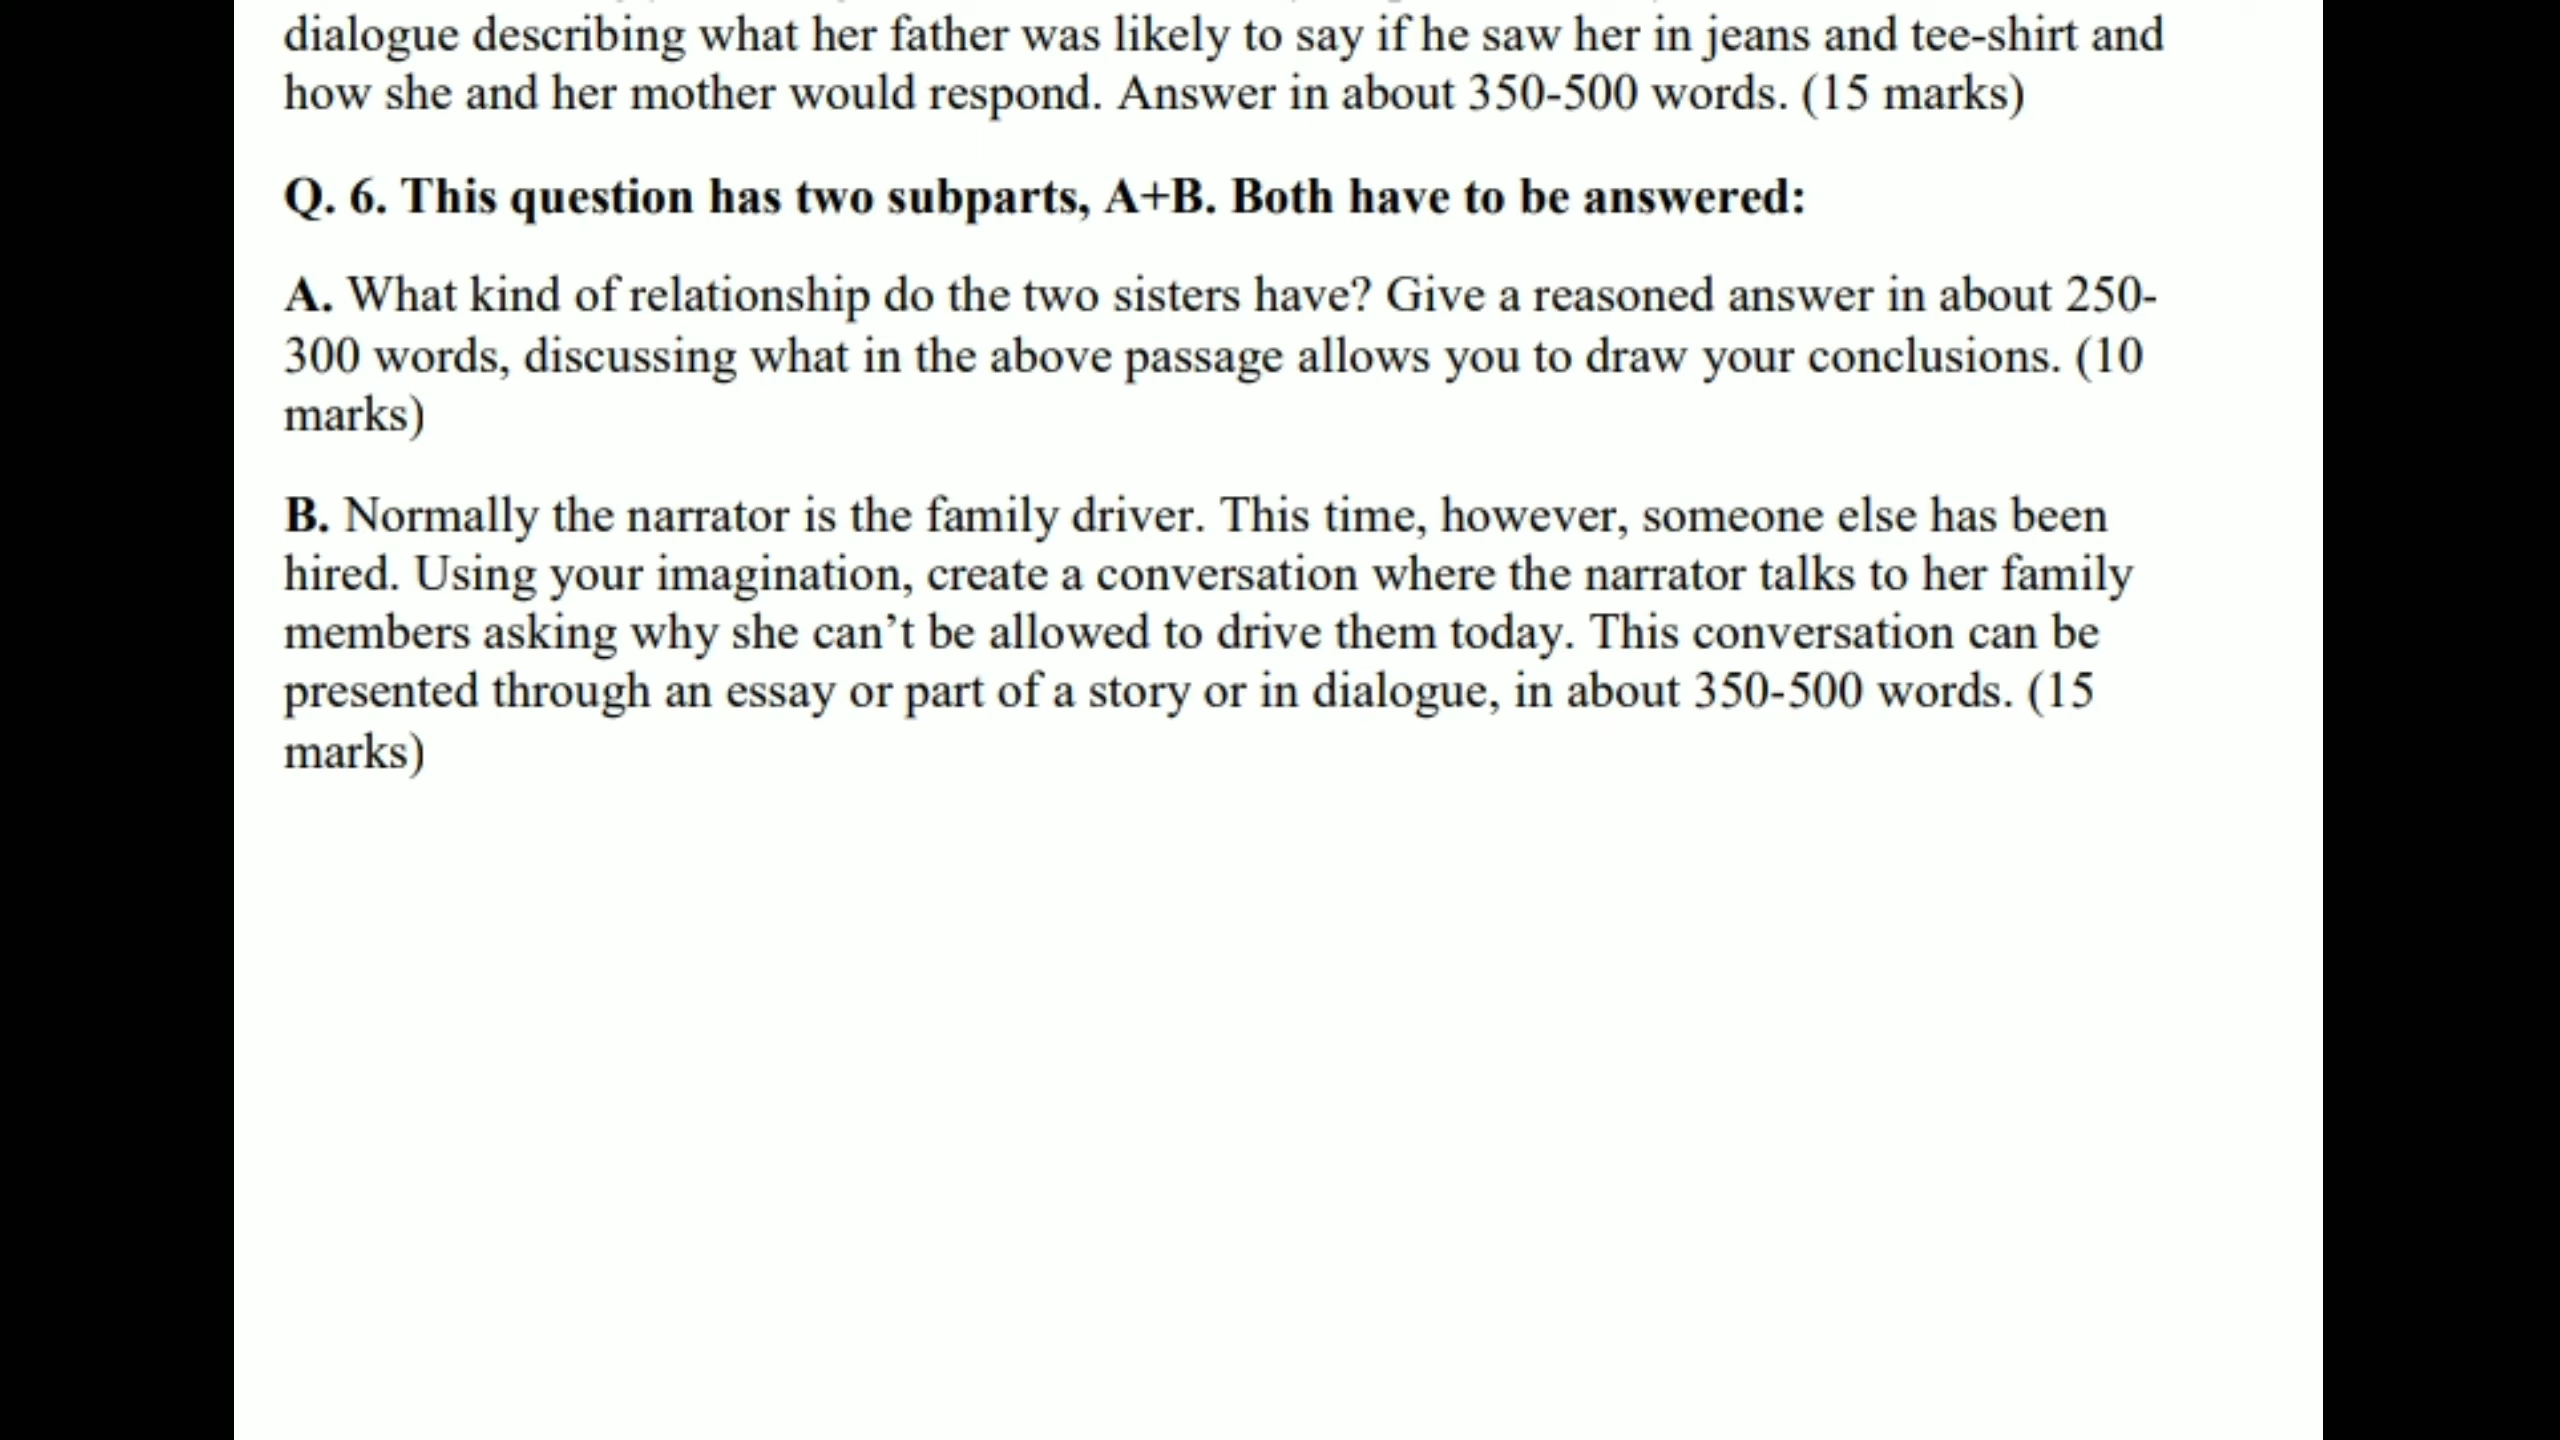 dialogue describing what her father was likely to say if he saw her in jeans and tee-shirt and
how she and her mother would respond. Answer in about 350-500 words. (15 marks)
Q. 6. This question has two subparts, A+B. Both have to be answered:
A. What kind of relationship do the two sisters have? Give a reasoned answer in about 250-
300 words, discussing what in the above passage allows you to draw your conclusions. (10
marks)
B. Normally the narrator is the family driver. This time, however, someone else has been
hired. Using your imagination, create a conversation where the narrator talks to her family
members asking why she can’t be allowed to drive them today. This conversation can be
presented through an essay or part of a story or in dialogue, in about 350-500 words. (15
marks)